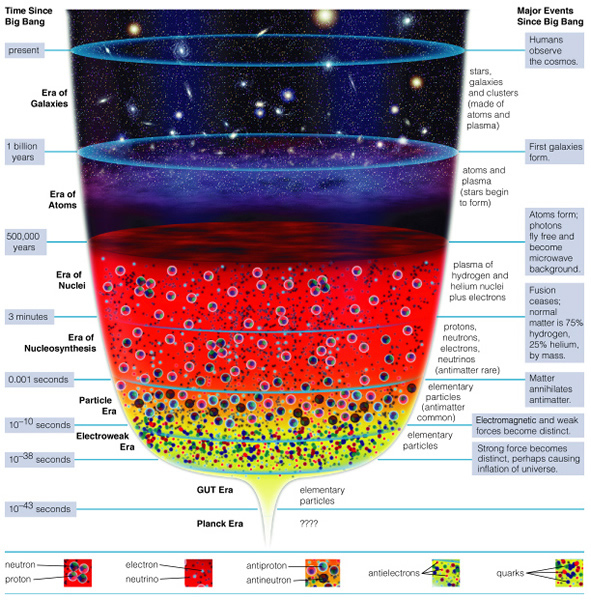 Time Since
Big Bang
Major Events
Since Big Bang
present
Humans
observe
the cosmos.
Era of
Galaxies
stars,
galaxies
and clusters
(made of
atoms and
plasma)
1 billion
years
First galaxies
form.
Era of
Atoms
atoms and
plasma
(stars begin
to form)
500,000
years
Atoms form;
photons
fly free and
become
microwave
background.
Era of
Nuclei
plasma of
hydrogen and
helium nuclei
plus electrons
3 minutes
Fusion
ceases;
normal
matter is 75%
hydrogen,
25% helium,
by mass.
Era of
Nucleosynthesis
protons,
neutrons,
electrons,
neutrinos
(antimatter rare)
0.001 seconds
Matter
annihilates
antimatter.
Particle
Era
elementary
particles
(antimatter
common)
10⁻¹⁰ seconds
Electromagnetic and weak
forces become distinct.
Electroweak
Era
elementary
particles
10⁻³⁸ seconds
Strong force becomes
distinct, perhaps causing
inflation of universe.
GUT Era
elementary
particles
10⁻⁴³ seconds
Planck Era
????
neutron
proton
electron
neutrino
antiproton
antineutron
antielectrons
quarks